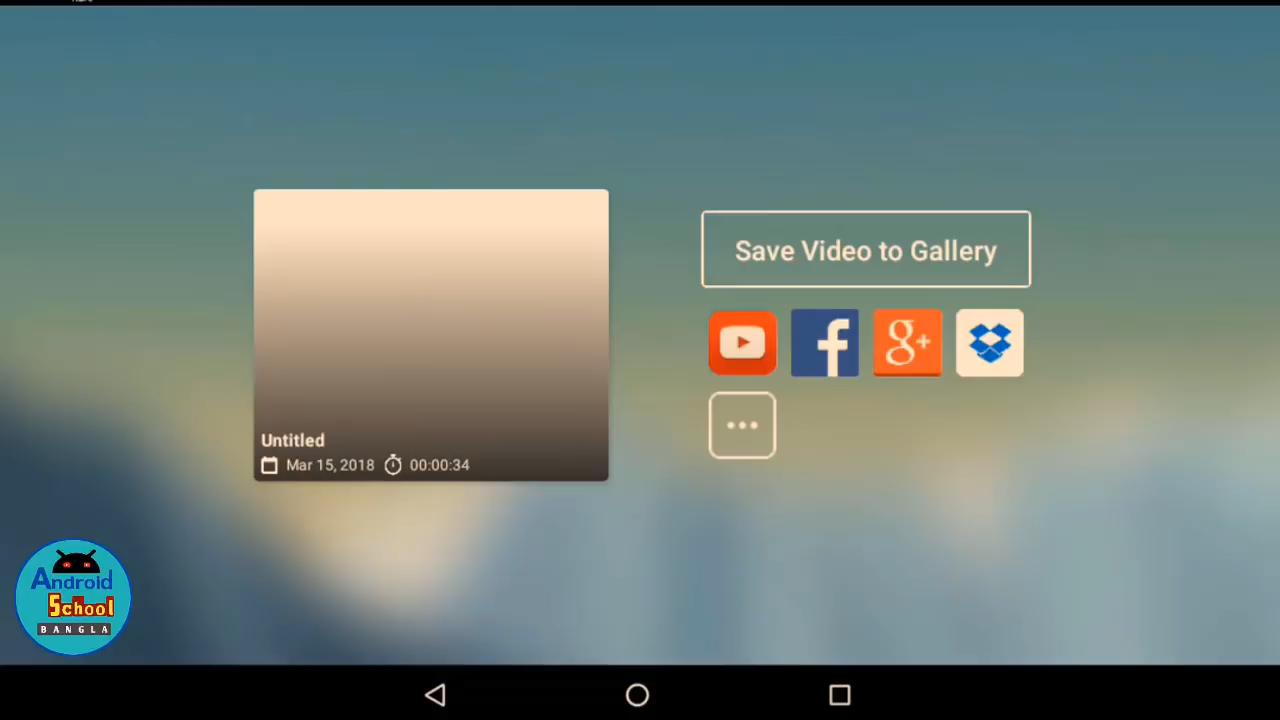 Save Video to Gallery
g+
Untitled
Mar 15, 2018 00:00:34
Android
School
BANGLA